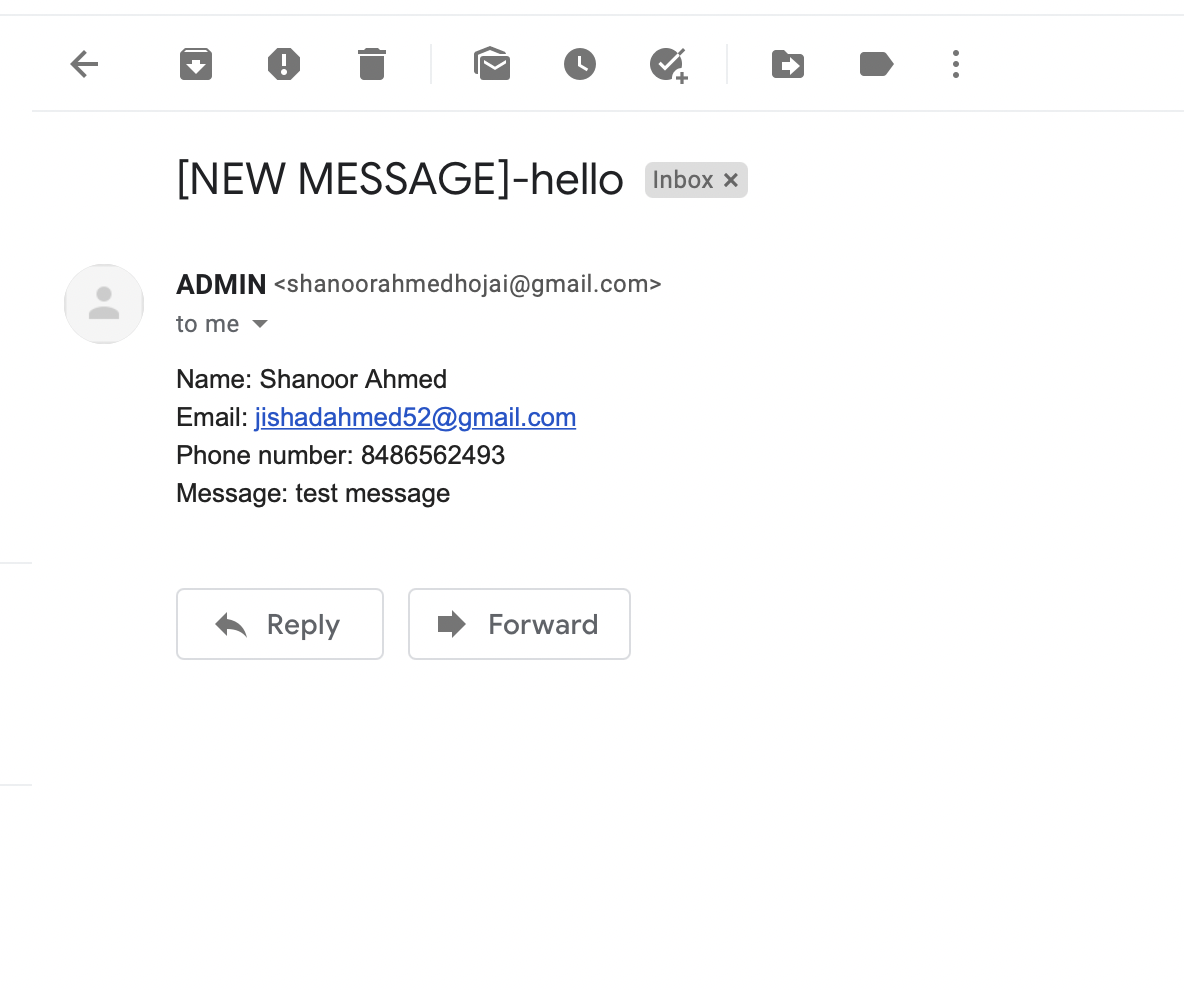 [NEW MESSAGE]-hello Inbox ×
ADMIN <shanoorahmedhojai@gmail.com>
to me
Name: Shanoor Ahmed
Email: jishadahmed52@gmail.com
Phone number: 8486562493
Message: test message
Reply Forward